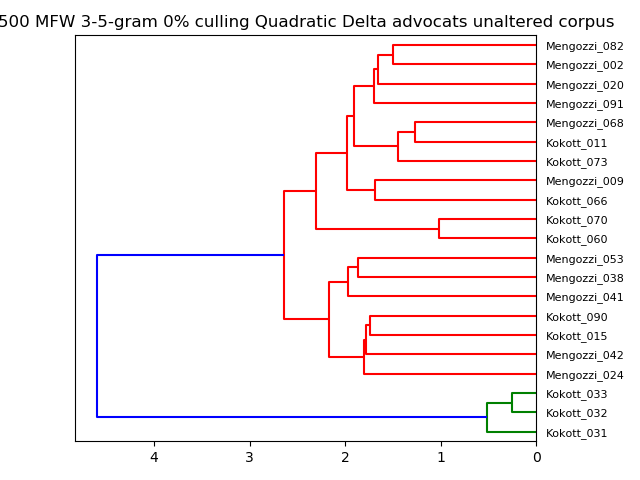 500 MFW 3-5-gram 0% culling Quadratic Delta advocats unaltered corpus
Mengozzi_082
Mengozzi_002
Mengozzi_020
Mengozzi_091
Mengozzi_068
Kokott_011
Kokott_073
Mengozzi_009
Kokott_066
Kokott_070
Kokott_060
Mengozzi_053
Mengozzi_038
Mengozzi_041
Kokott_090
Kokott_015
Mengozzi_042
Mengozzi_024
Kokott_033
Kokott_032
Kokott_031
4 3 2 1 0